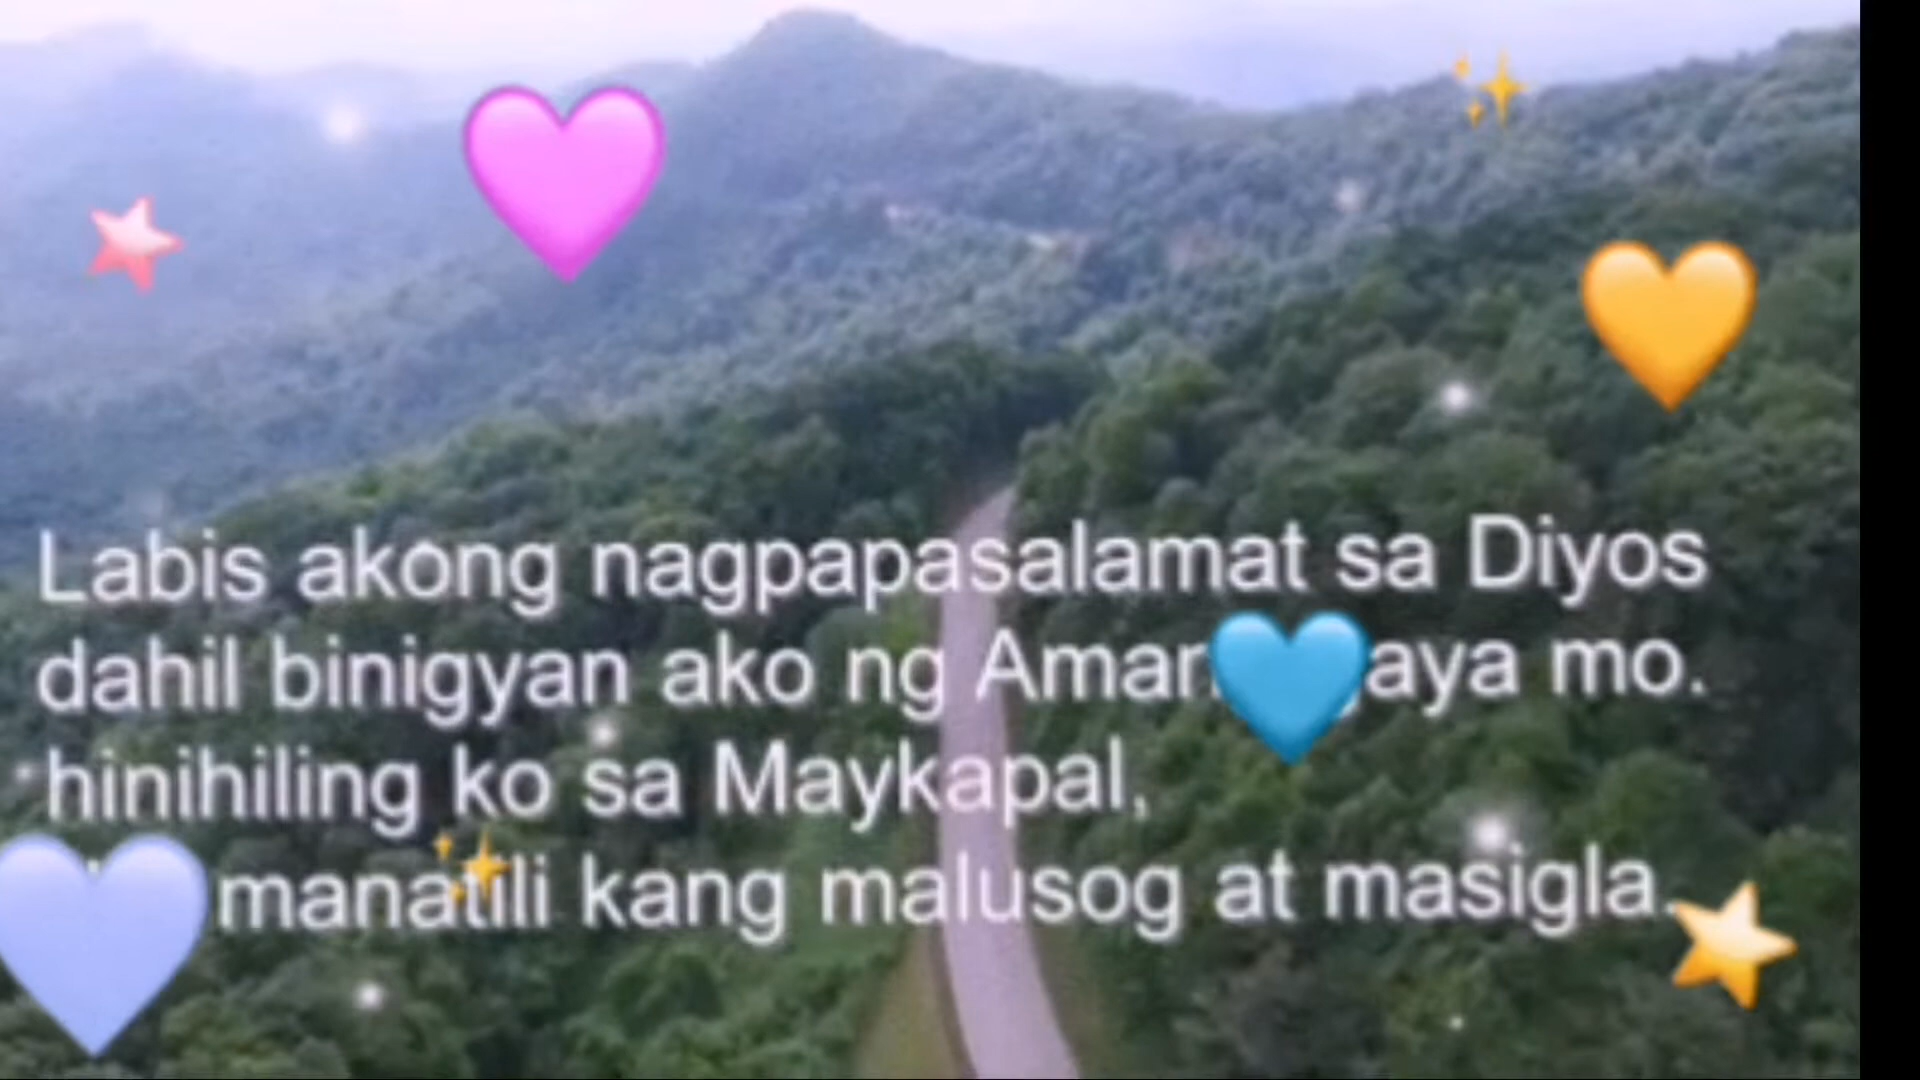 Labis akong nagpapasalamat sa Diyos
dahil binigyan ako ng mo.
hinihiling ko sa Maykapal,
manatili kang malusog at masigla.